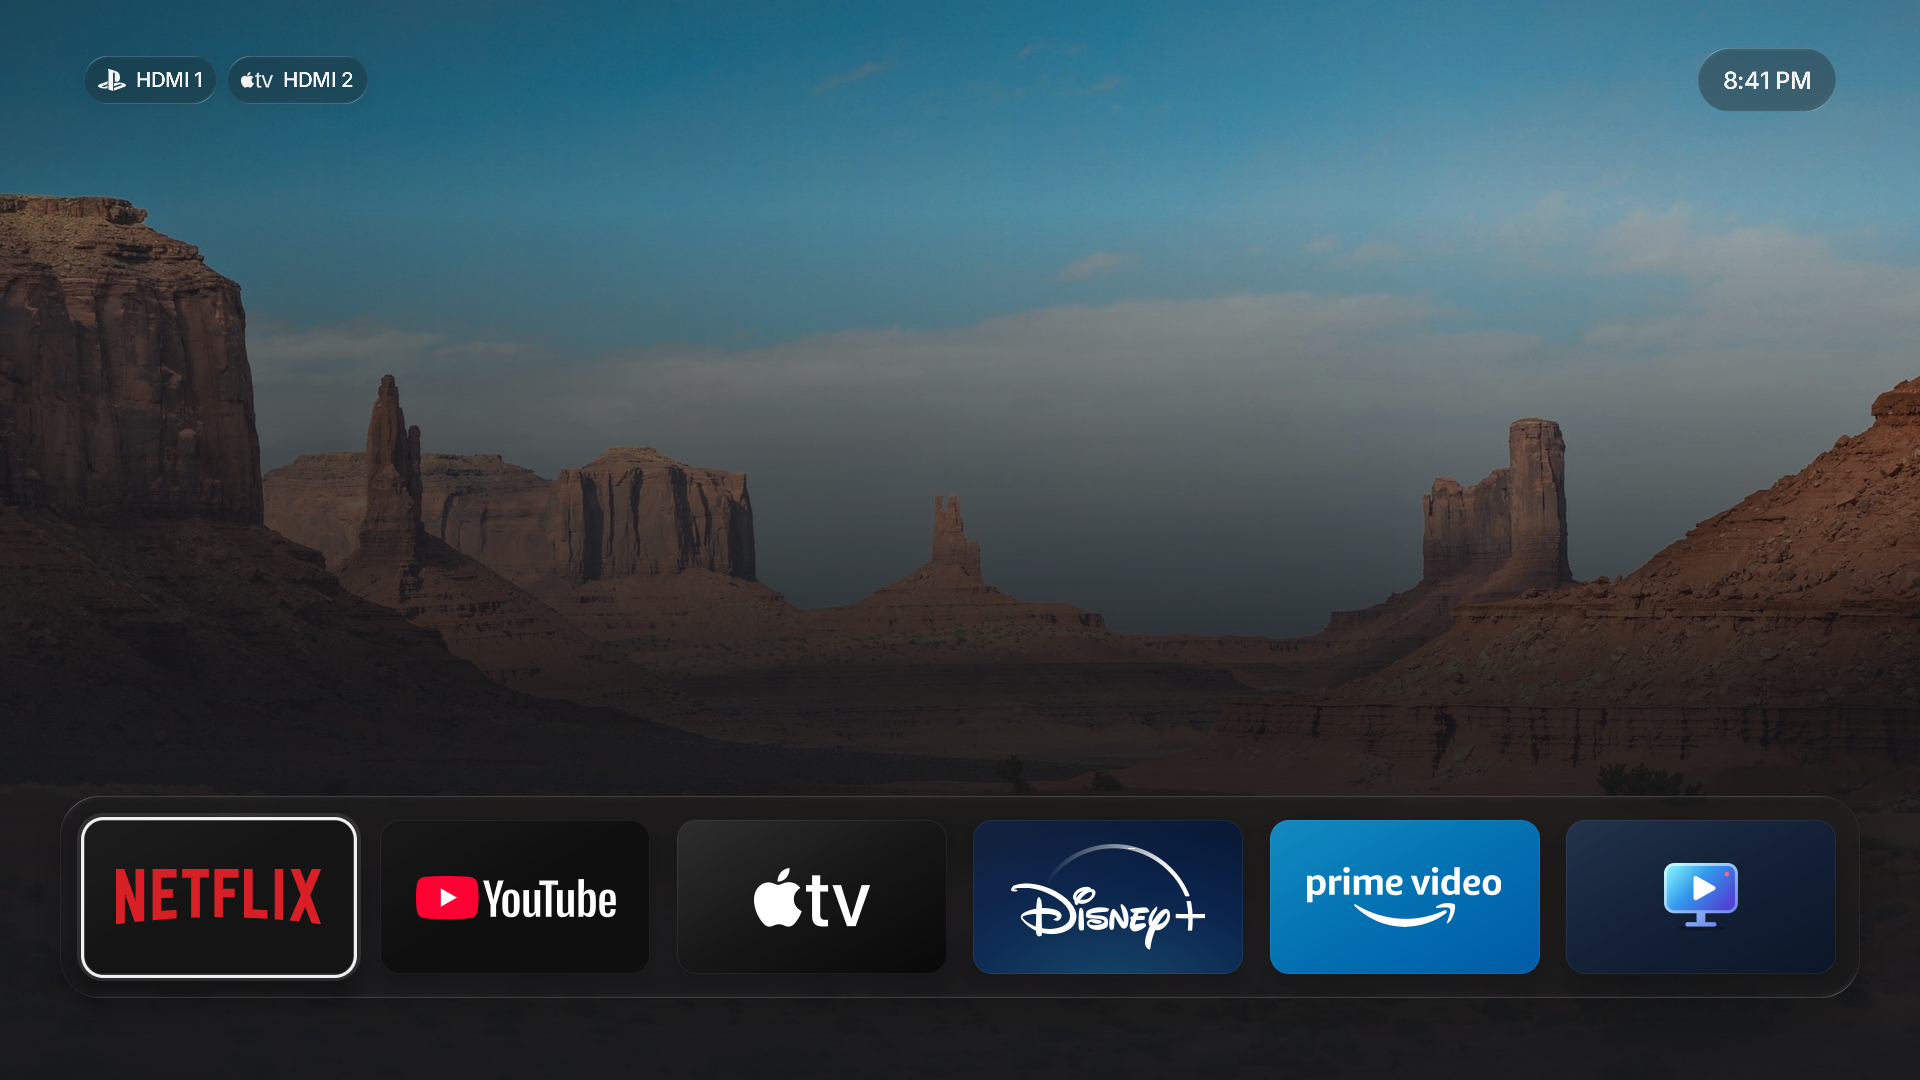 HDMI 1
tv HDMI 2
8:41 PM
NETFLIX
YouTube
tv
Disney+
prime video